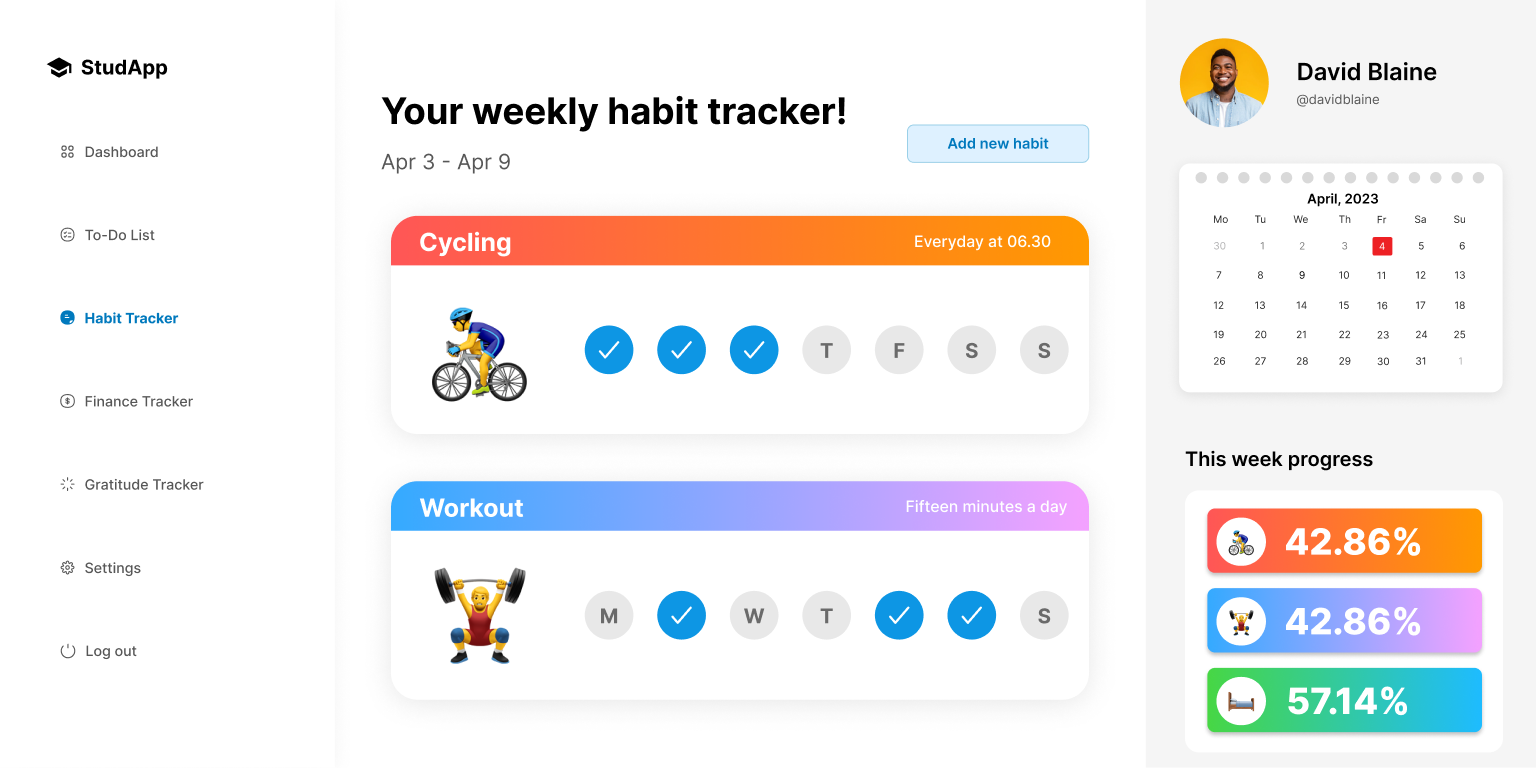 StudApp
Dashboard
To-Do List
Habit Tracker
Finance Tracker
Gratitude Tracker
Settings
Log out
Your weekly habit tracker!
Apr 3 - Apr 9
Add new habit
Cycling
Everyday at 06.30
T F S S
Workout
Fifteen minutes a day
M W T S
David Blaine
@davidblaine
April, 2023
Mo Tu We Th Fr Sa Su
30 1 2 3 4 5 6
7 8 9 10 11 12 13
12 13 14 15 16 17 18
19 20 21 22 23 24 25
26 27 28 29 30 31 1
This week progress
42.86%
42.86%
57.14%